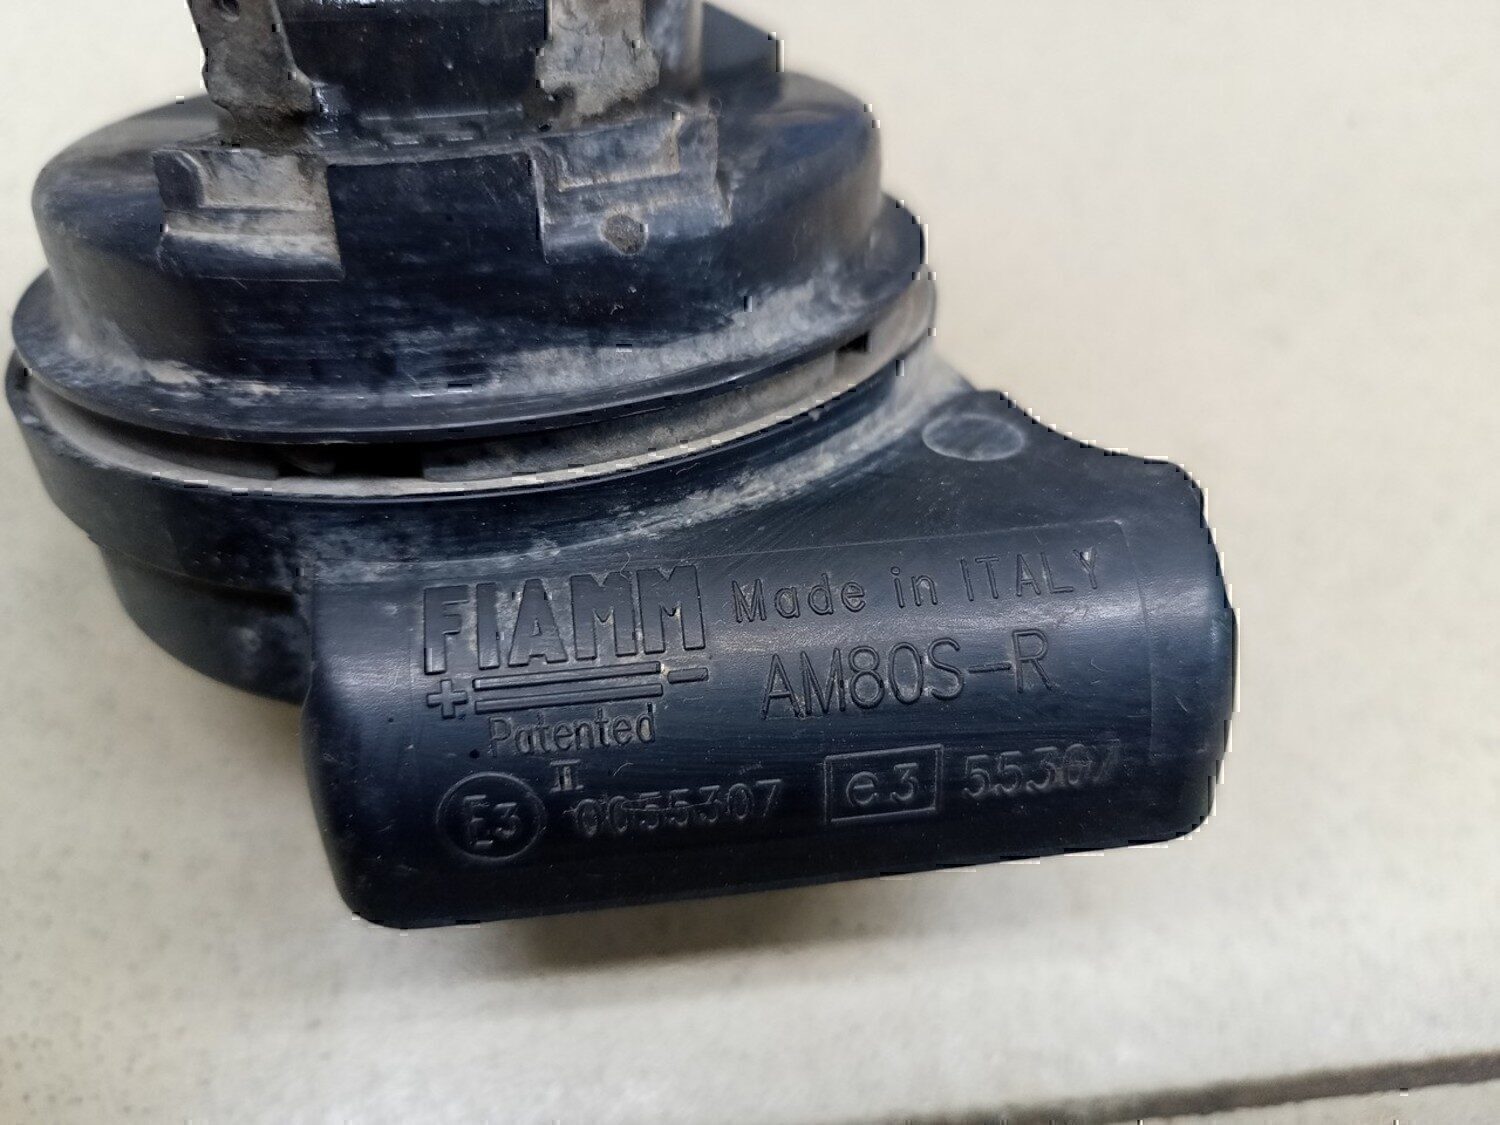 FIAMM Made in ITALY
+ - AM80S-R
Patented
II
E3 0055307 e3 55307